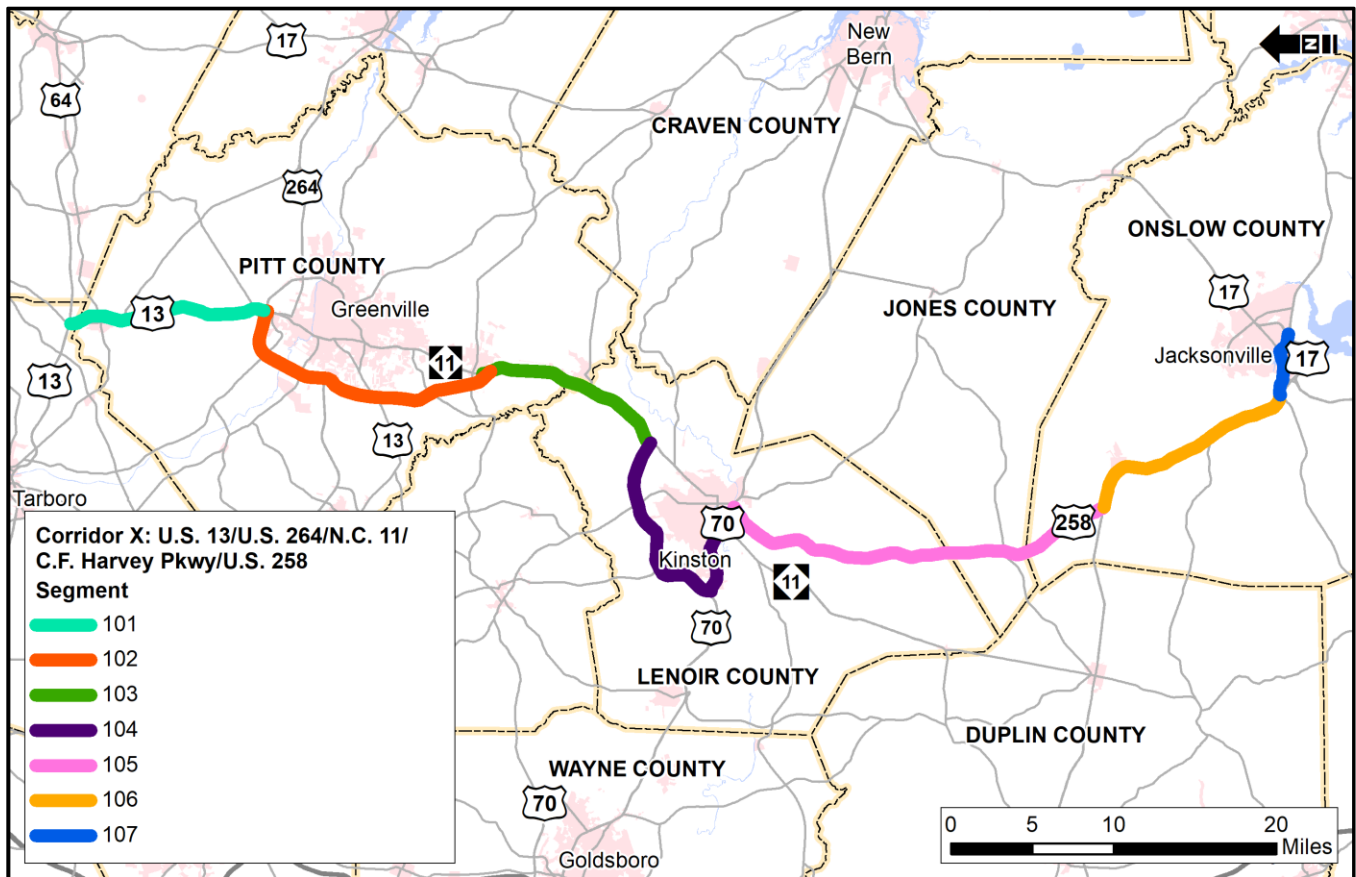 17
New
Bern
N
64
CRAVEN COUNTY
264
ONSLOW COUNTY
PITT COUNTY
17
Greenville
13
JONES COUNTY
11
Jacksonville
17
13
13
Tarboro
70
258
Kinston
11
70
LENOIR COUNTY
DUPLIN COUNTY
WAYNE COUNTY
70
Goldsboro
Corridor X: U.S. 13/U.S. 264/N.C. 11/
C.F. Harvey Pkwy/U.S. 258
Segment
101
102
103
104
105
106
107
0 5 10 20
Miles